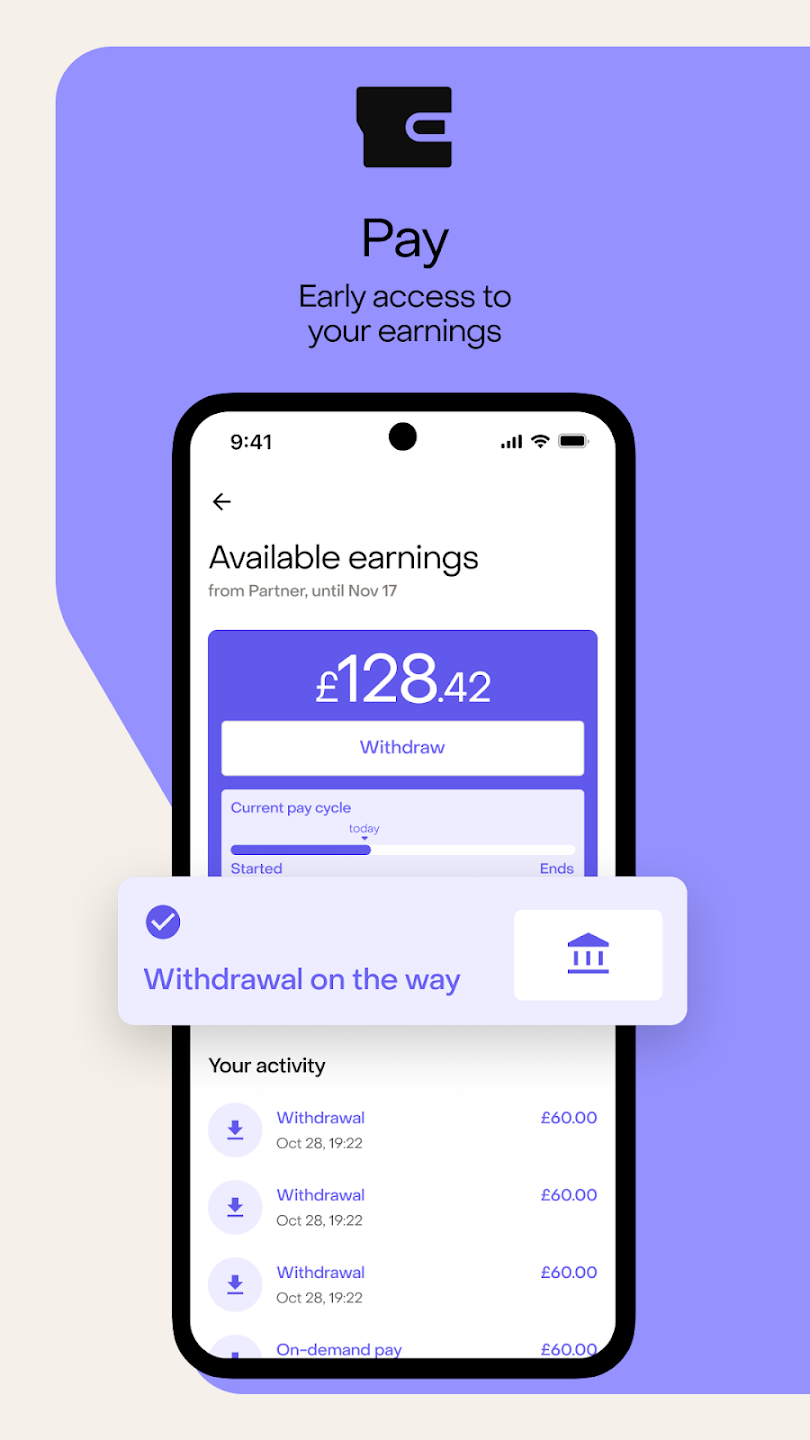 Pay
Early access to
your earnings
9:41
Available earnings
from Partner, until Nov 17
£128.42
Withdraw
Current pay cycle
today
Started Ends
Withdrawal on the way
Your activity
Withdrawal £60.00
Oct 28, 19:22
Withdrawal £60.00
Oct 28, 19:22
Withdrawal £60.00
Oct 28, 19:22
On-demand pay £60.00